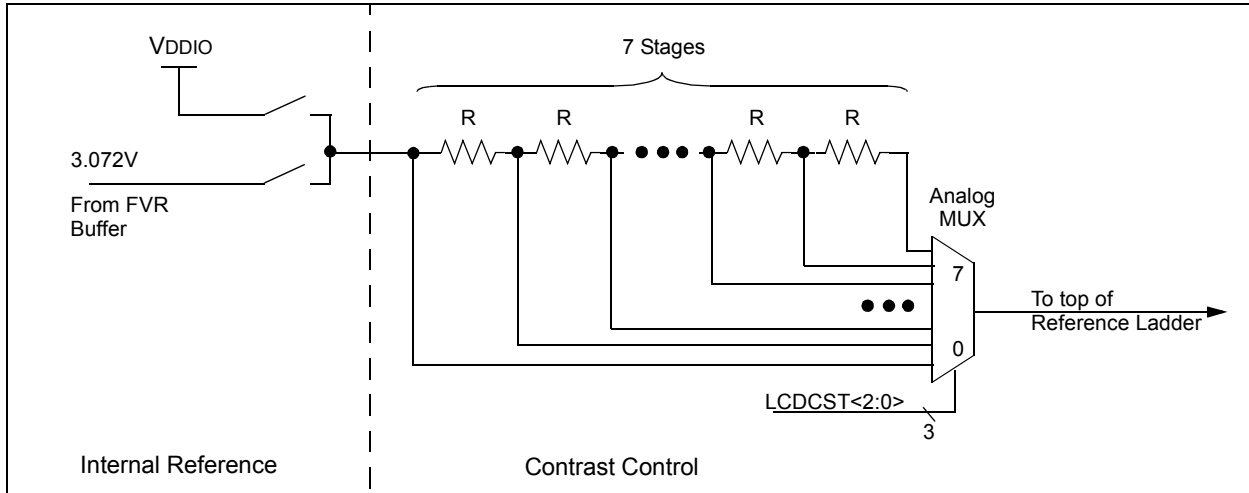 VDDIO
7 Stages
R
R
R
R
3.072V
From FVR
Buffer
Analog
MUX
7
0
To top of
Reference Ladder
LCDCST<2:0>
3
Internal Reference
Contrast Control